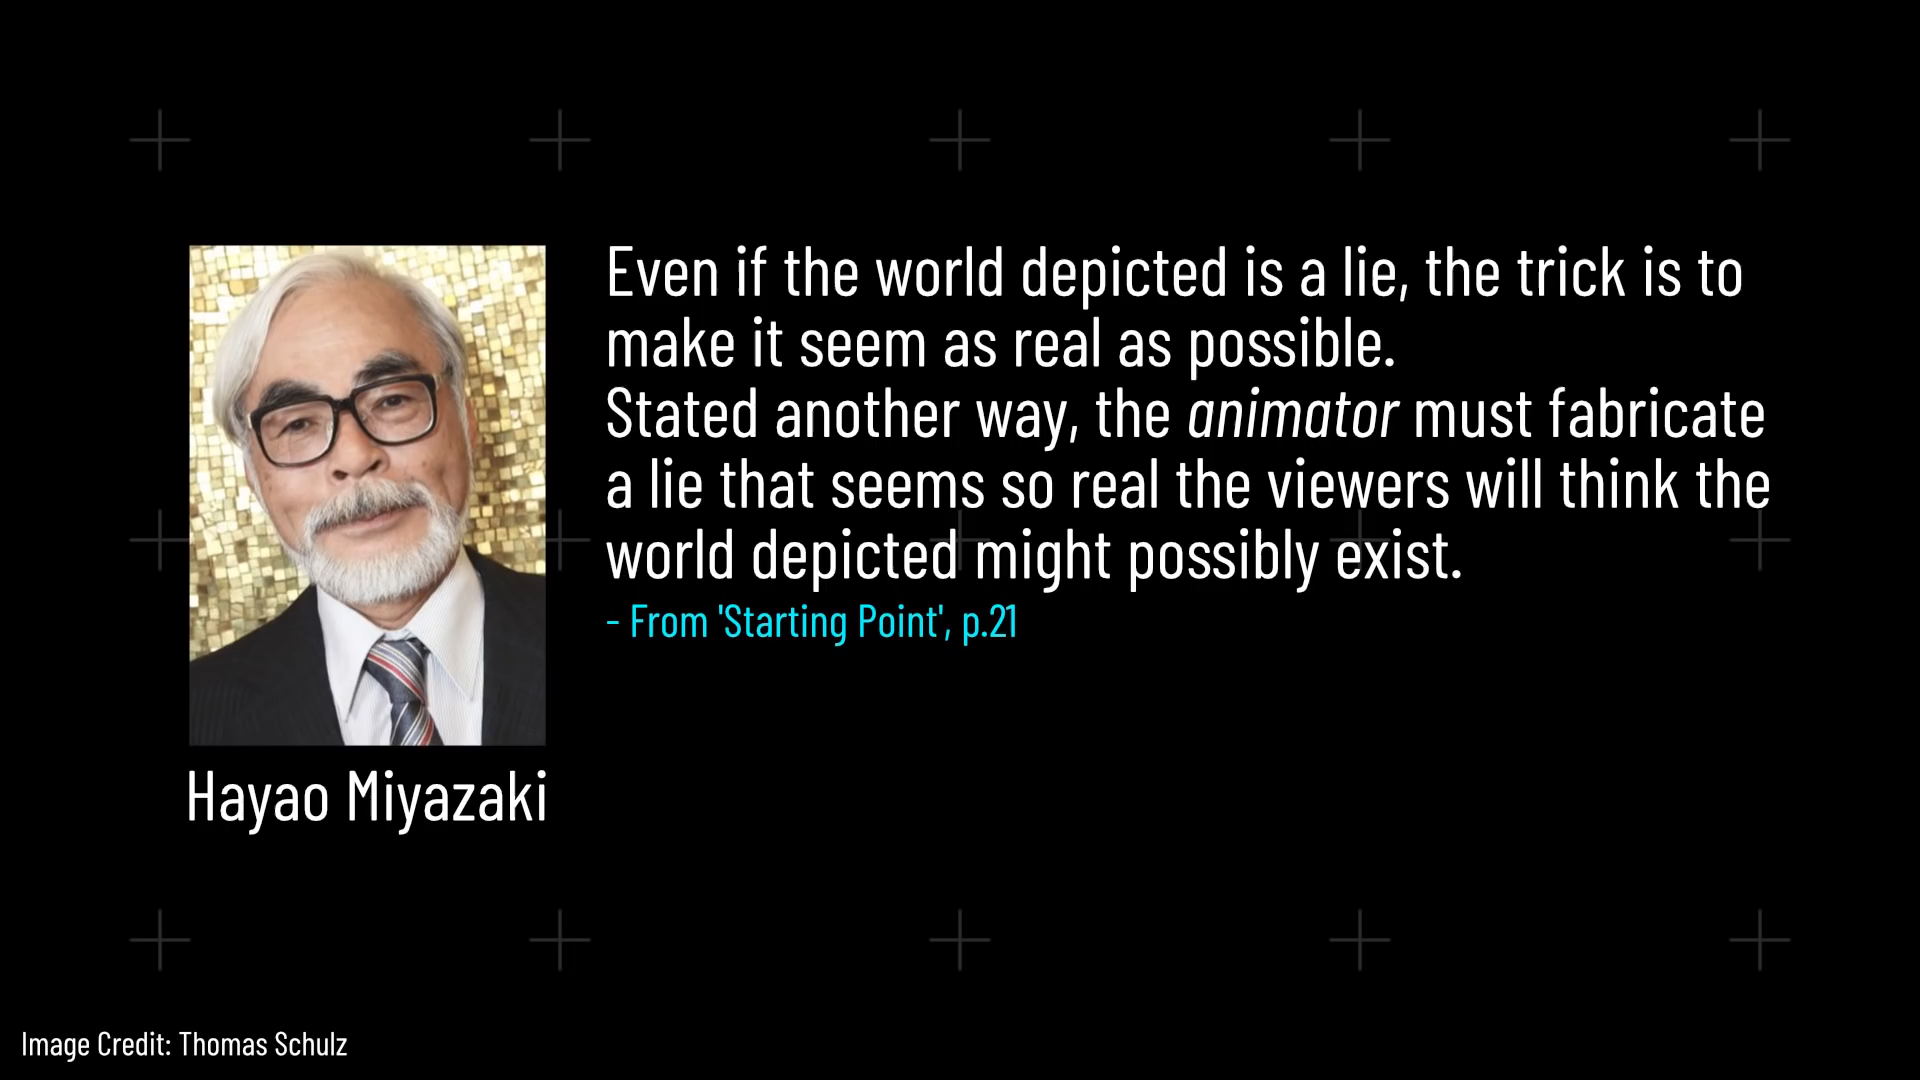 Even if the world depicted is a lie, the trick is to
make it seem as real as possible.
Stated another way, the animator must fabricate
a lie that seems so real the viewers will think the
world depicted might possibly exist.
- From 'Starting Point', p.21
Hayao Miyazaki
Image Credit: Thomas Schulz